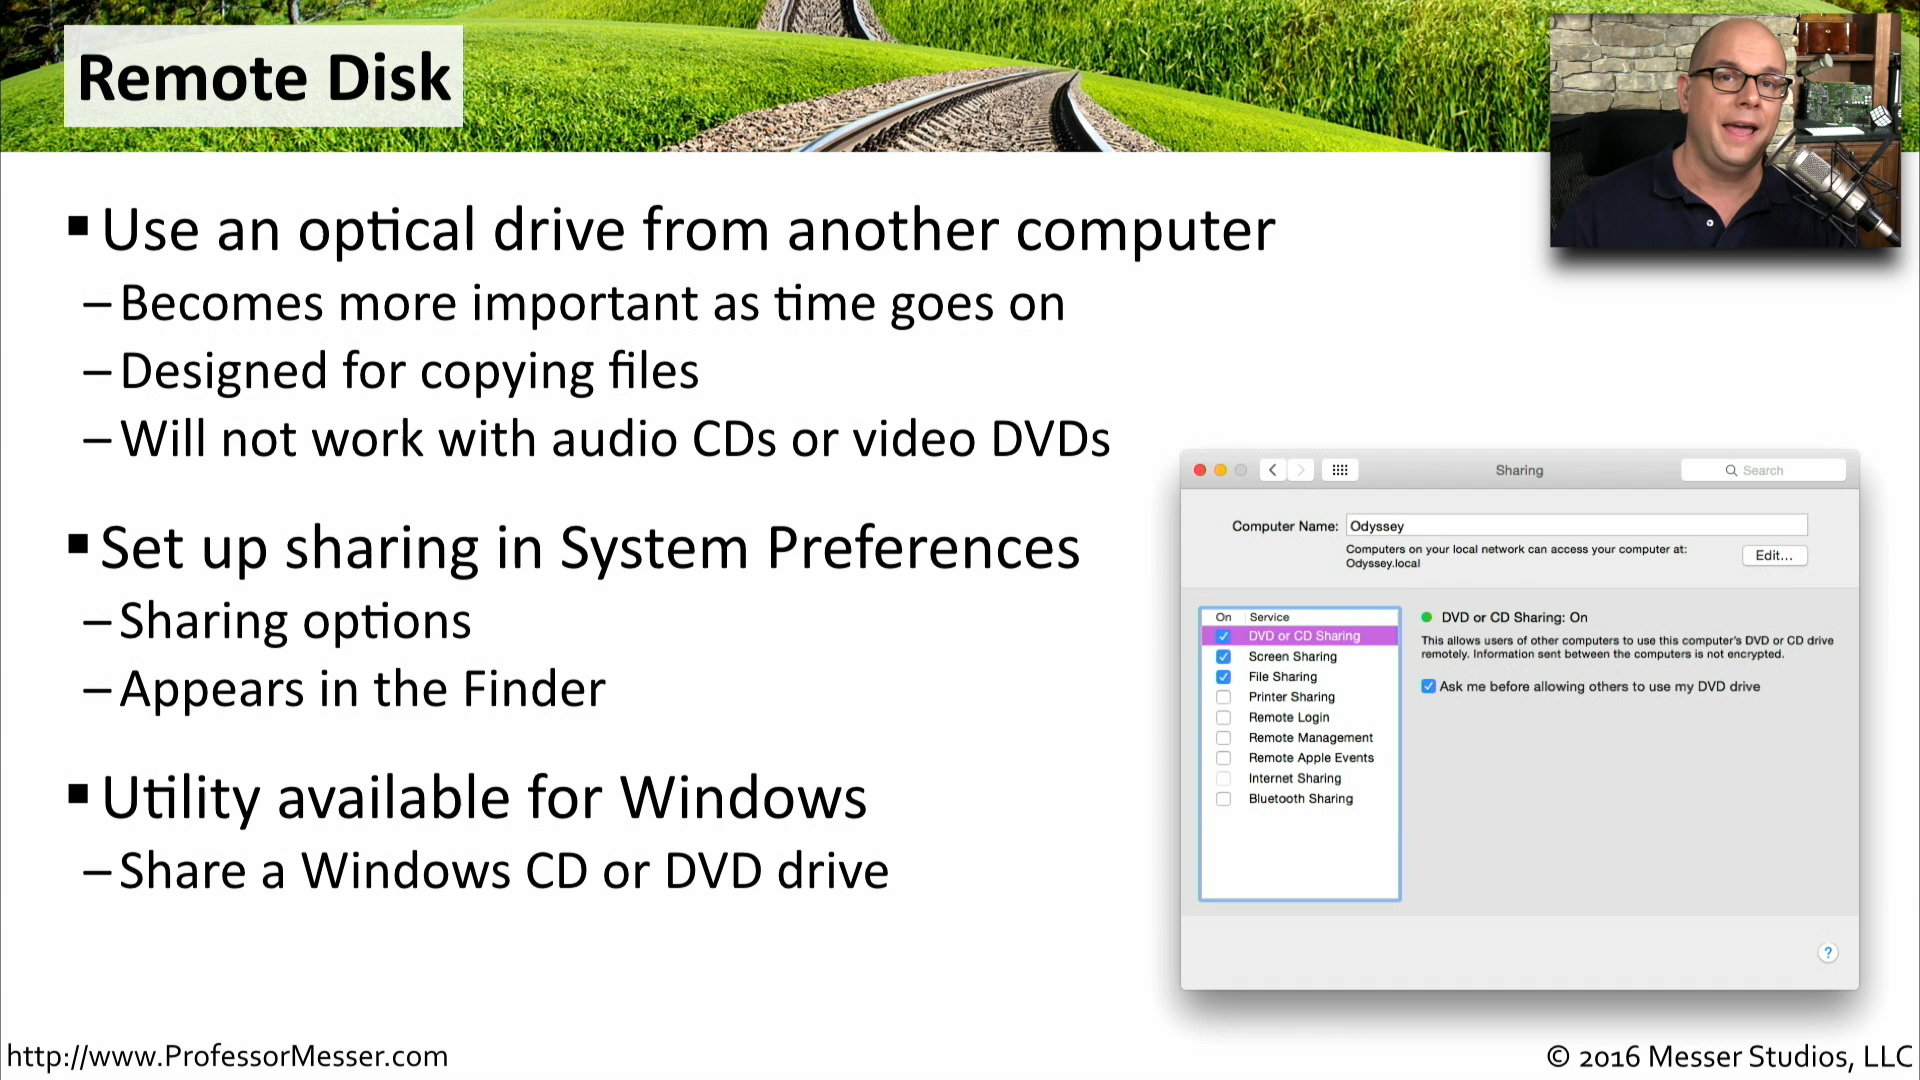 Remote Disk
▪ Use an optical drive from another computer
– Becomes more important as time goes on
– Designed for copying files
– Will not work with audio CDs or video DVDs
▪ Set up sharing in System Preferences
– Sharing options
– Appears in the Finder
▪ Utility available for Windows
– Share a Windows CD or DVD drive
Sharing
Search
Computer Name: Odyssey
Computers on your local network can access your computer at:
Odyssey.local
Edit...
On Service
DVD or CD Sharing
Screen Sharing
File Sharing
Printer Sharing
Remote Login
Remote Management
Remote Apple Events
Internet Sharing
Bluetooth Sharing
DVD or CD Sharing: On
This allows users of other computers to use this computer's DVD or CD drive
remotely. Information sent between the computers is not encrypted.
Ask me before allowing others to use my DVD drive
?
http://www.ProfessorMesser.com
© 2016 Messer Studios, LLC